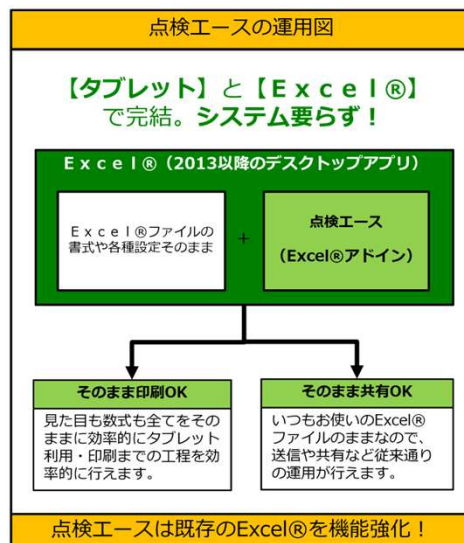 点検エースの運用図
【タブレット】と【Ｅｘｃｅｌ®】
で完結。システム要らず！
Ｅｘｃｅｌ®（2013以降のデスクトップアプリ）
Ｅｘｃｅｌ®ファイルの
書式や各種設定そのまま
+
点検エース
（Excel®アドイン）
そのまま印刷OK
見た目も数式も全てをそのままに効率的にタブレット
利用・印刷までの工程を効率的に行えます。
そのまま共有OK
いつもお使いのExcel®
ファイルのままなので、
送信や共有など従来通り
の運用が行えます。
点検エースは既存のExcel®を機能強化！